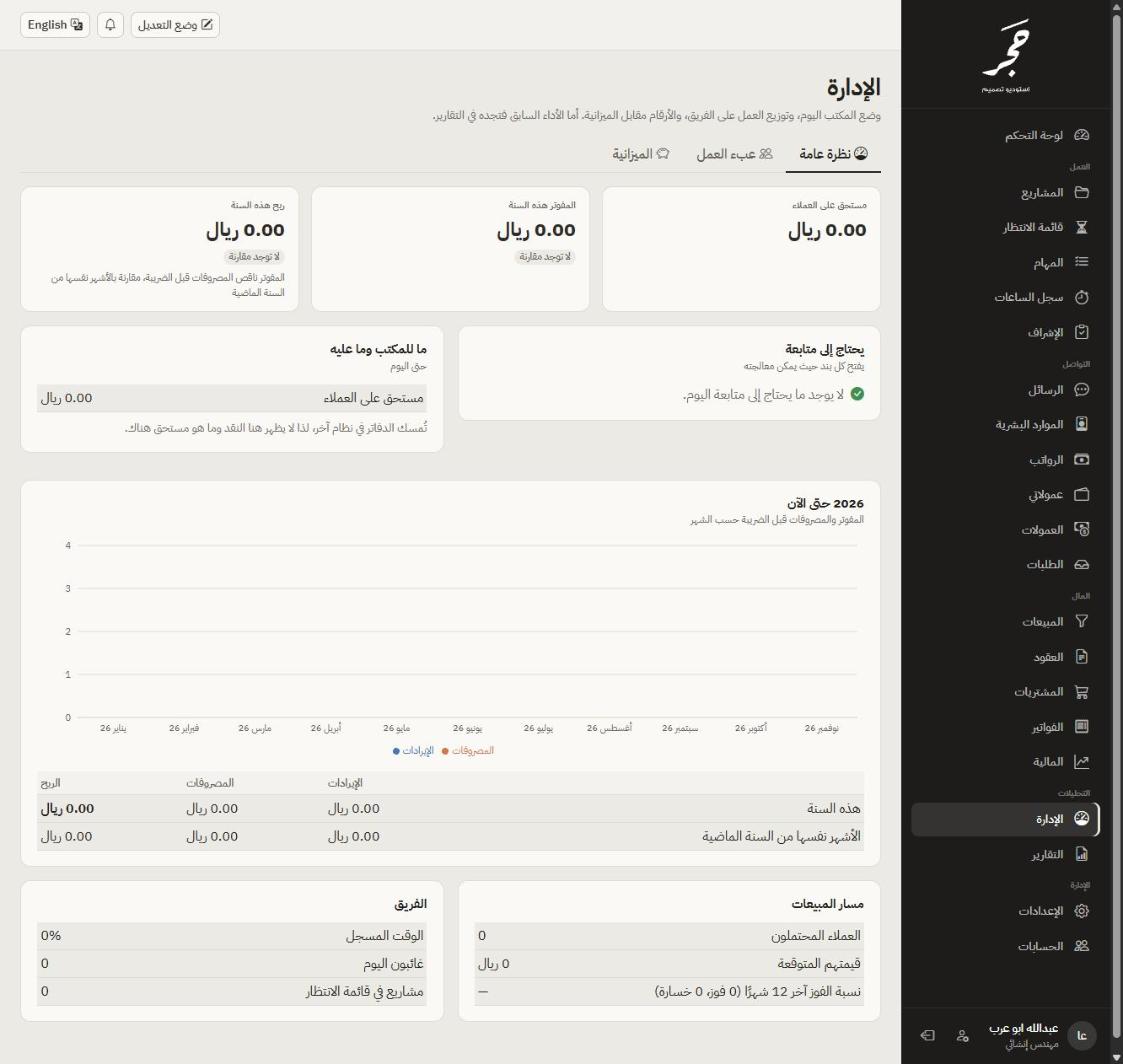 حَجَر
استوديو تصميم
لوحة التحكم
العمل
المشاريع
قائمة الانتظار
المهام
سجل الساعات
الإشراف
التواصل
الرسائل
الموارد البشرية
الرواتب
عمولاتي
العمولات
الطلبات
المال
المبيعات
العقود
المشتريات
الفواتير
المالية
التحليلات
الإدارة
التقارير
الإدارة
الإعدادات
الحسابات
عا
عبدالله ابو عرب
مهندس إنشائي
وضع التعديل
English
الإدارة
وضع المكتب اليوم، وتوزيع العمل على الفريق، والأرقام مقابل الميزانية. أما الأداء السابق فتجده في التقارير.
نظرة عامة
عبء العمل
الميزانية
مستحق على العملاء
0.00 ريال
المفوتر هذه السنة
0.00 ريال
لا توجد مقارنة
ربح هذه السنة
0.00 ريال
لا توجد مقارنة
المفوتر ناقص المصروفات قبل الضريبة، مقارنة بالأشهر نفسها من
السنة الماضية
يحتاج إلى متابعة
يفتح كل بند حيث يمكن معالجته
لا يوجد ما يحتاج إلى متابعة اليوم.
ما للمكتب وما عليه
حتى اليوم
مستحق على العملاء 0.00 ريال
تُمسك الدفاتر في نظام آخر، لذا لا يظهر هنا النقد وما هو مستحق هناك.
2026 حتى الآن
المفوتر والمصروفات قبل الضريبة حسب الشهر
4
3
2
1
0
يناير 26 فبراير 26 مارس 26 أبريل 26 مايو 26 يونيو 26 يوليو 26 أغسطس 26 سبتمبر 26 أكتوبر 26 نوفمبر 26
المصروفات الإيرادات
الإيرادات المصروفات الربح
هذه السنة 0.00 ريال 0.00 ريال 0.00 ريال
الأشهر نفسها من السنة الماضية 0.00 ريال 0.00 ريال 0.00 ريال
مسار المبيعات
العملاء المحتملون 0
قيمتهم المتوقعة 0 ريال
نسبة الفوز آخر 12 شهرًا (0 فوز، 0 خسارة) —
الفريق
الوقت المسجل 0%
غائبون اليوم 0
مشاريع في قائمة الانتظار 0